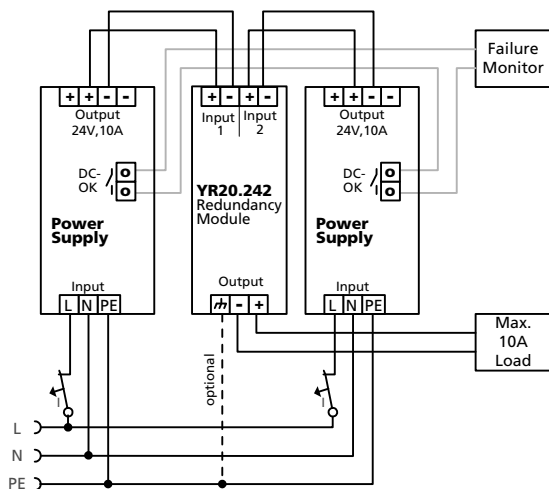 Failure
Monitor
+ + - -
Output
24V,10A
DC-
OK
Power
Supply
Input
L N PE
+ - + -
Input
1
Input
2
YR20.242
Redundancy
Module
Output
- +
+ + - -
Output
24V,10A
DC-
OK
Power
Supply
Input
L N PE
Max.
10A
Load
optional
I
I
L
N
PE